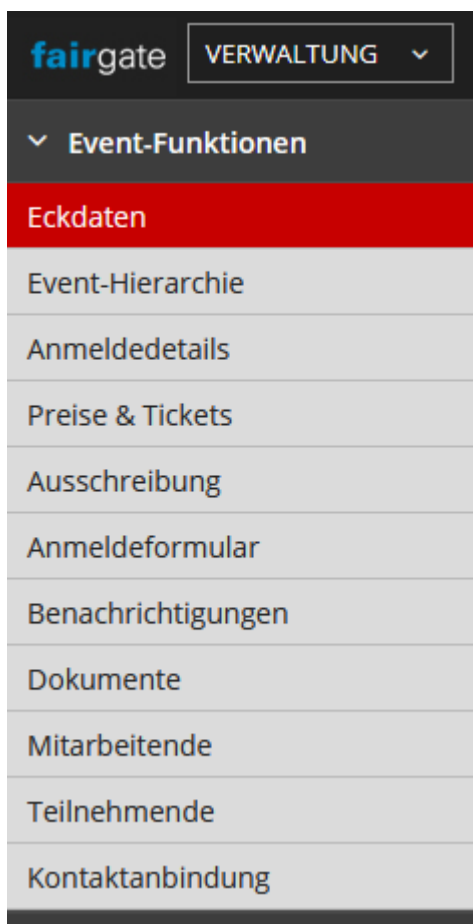 fairgate VERWALTUNG
Event-Funktionen
Eckdaten
Event-Hierarchie
Anmeldedetails
Preise & Tickets
Ausschreibung
Anmeldeformular
Benachrichtigungen
Dokumente
Mitarbeitende
Teilnehmende
Kontaktanbindung